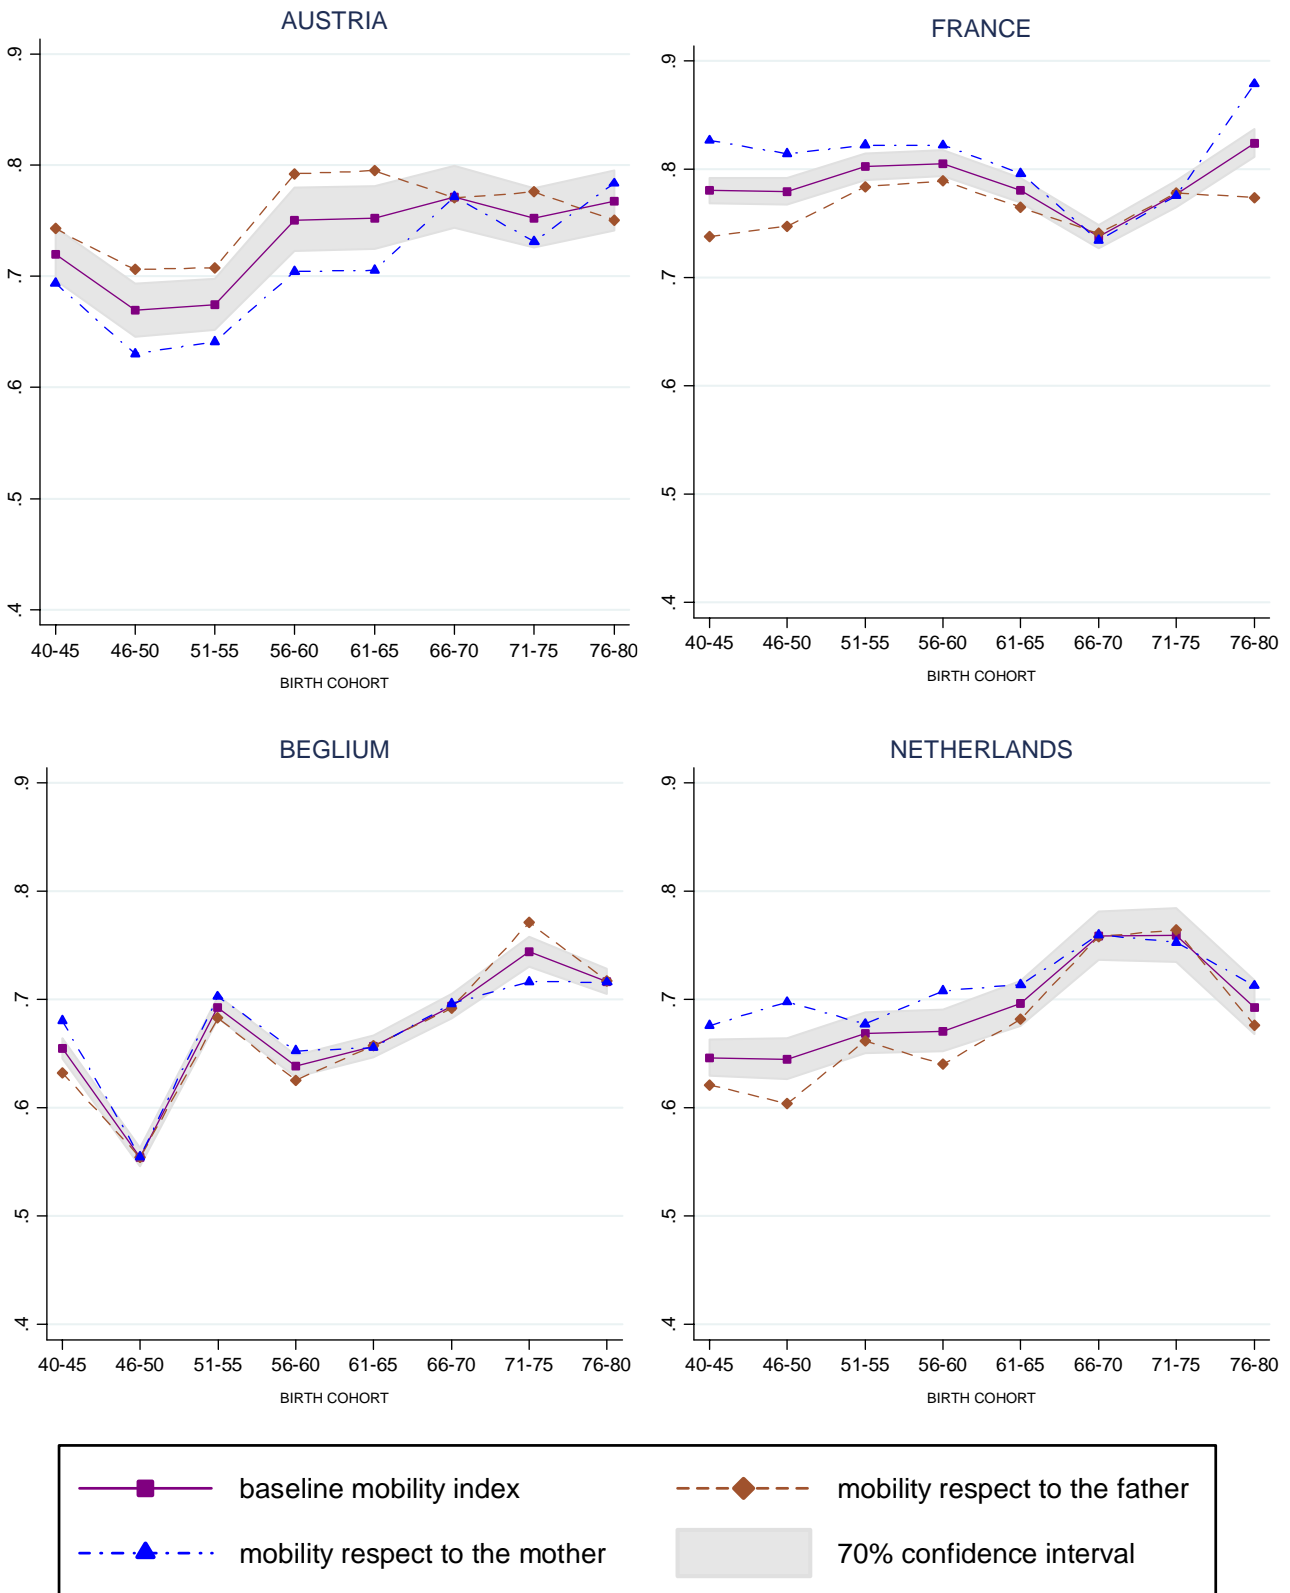 AUSTRIA
.9
.8
.7
.6
.5
.4
40-45 46-50 51-55 56-60 61-65 66-70 71-75 76-80
BIRTH COHORT
FRANCE
.9
.8
.7
.6
.5
.4
40-45 46-50 51-55 56-60 61-65 66-70 71-75 76-80
BIRTH COHORT
BEGLIUM
.9
.8
.7
.6
.5
.4
40-45 46-50 51-55 56-60 61-65 66-70 71-75 76-80
BIRTH COHORT
NETHERLANDS
.9
.8
.7
.6
.5
.4
40-45 46-50 51-55 56-60 61-65 66-70 71-75 76-80
BIRTH COHORT
baseline mobility index
mobility respect to the father
mobility respect to the mother
70% confidence interval